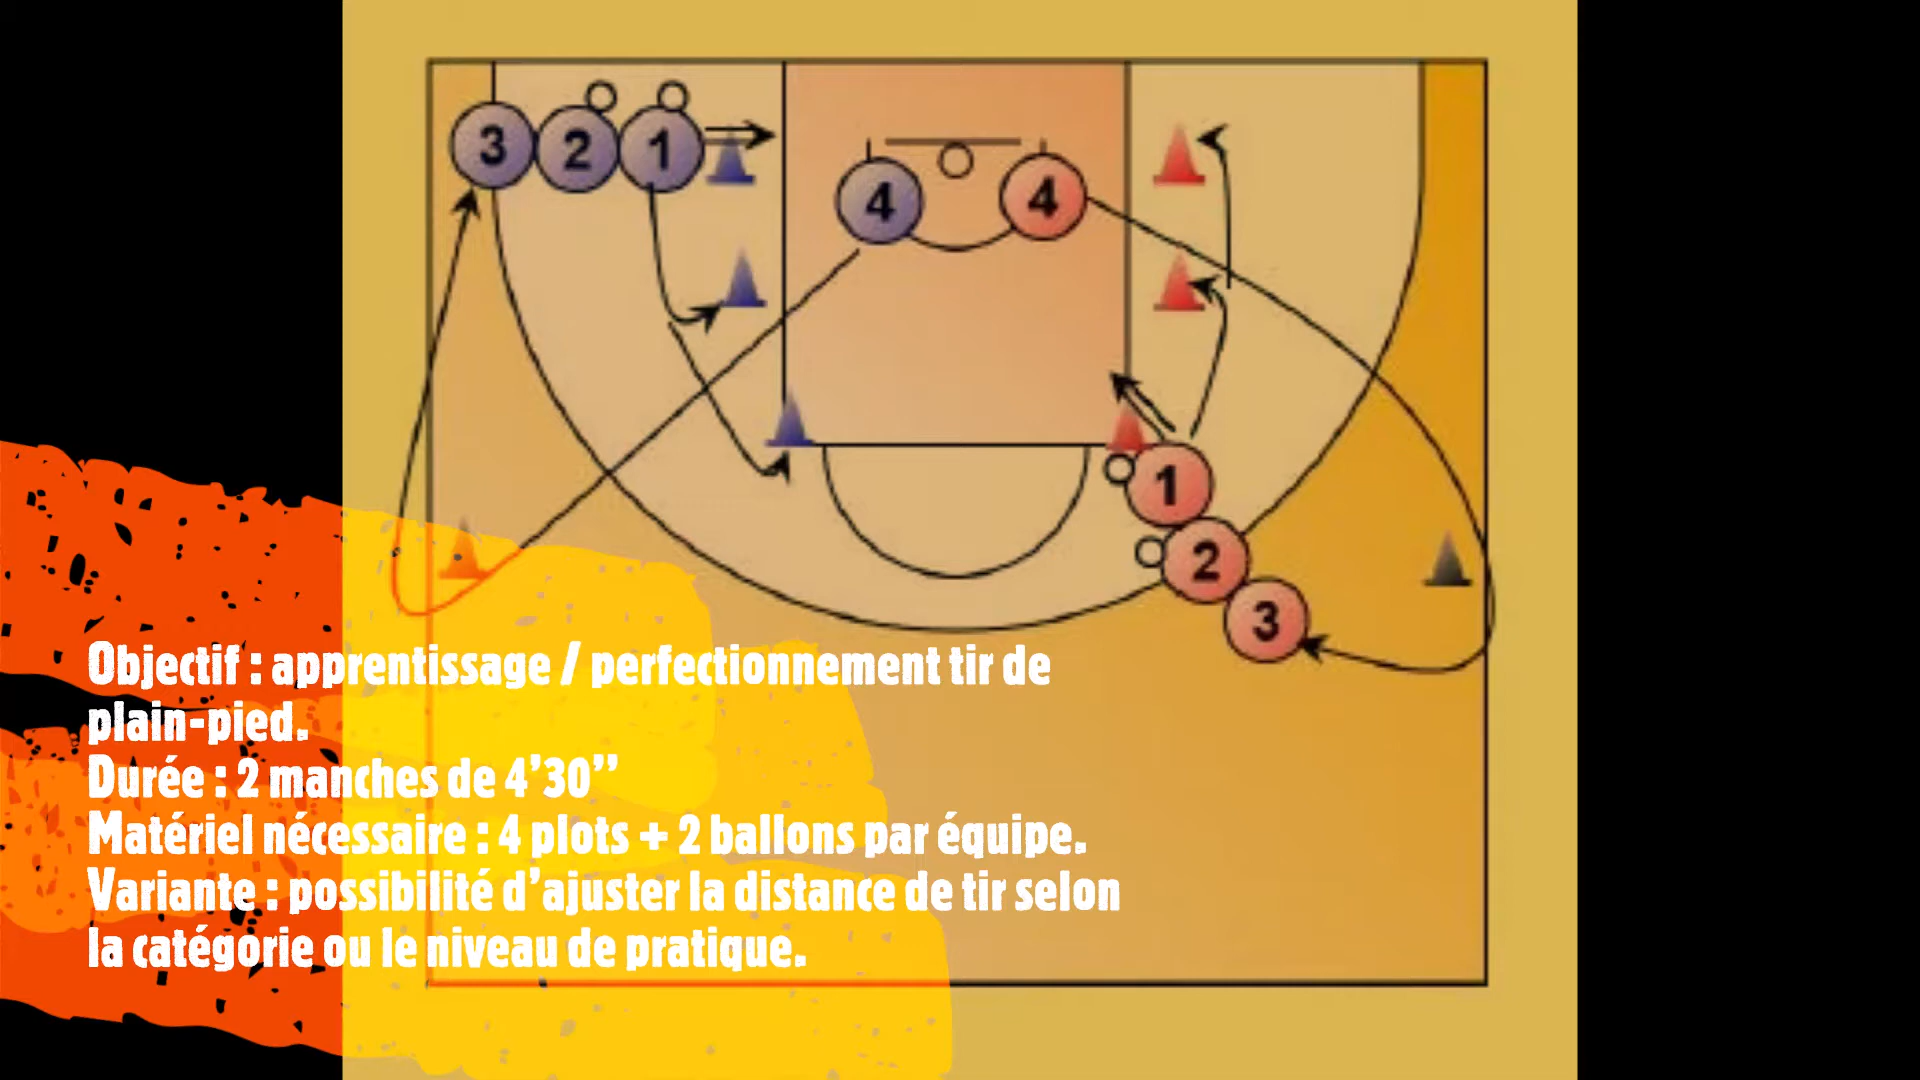 3 2 1
4 4
1
2
3
Objectif : apprentissage / perfectionnement tir de
plain-pied.
Durée : 2 manches de 4’30’’
Matériel nécessaire : 4 plots + 2 ballons par équipe.
Variante : possibilité d’ajuster la distance de tir selon
la catégorie ou le niveau de pratique.